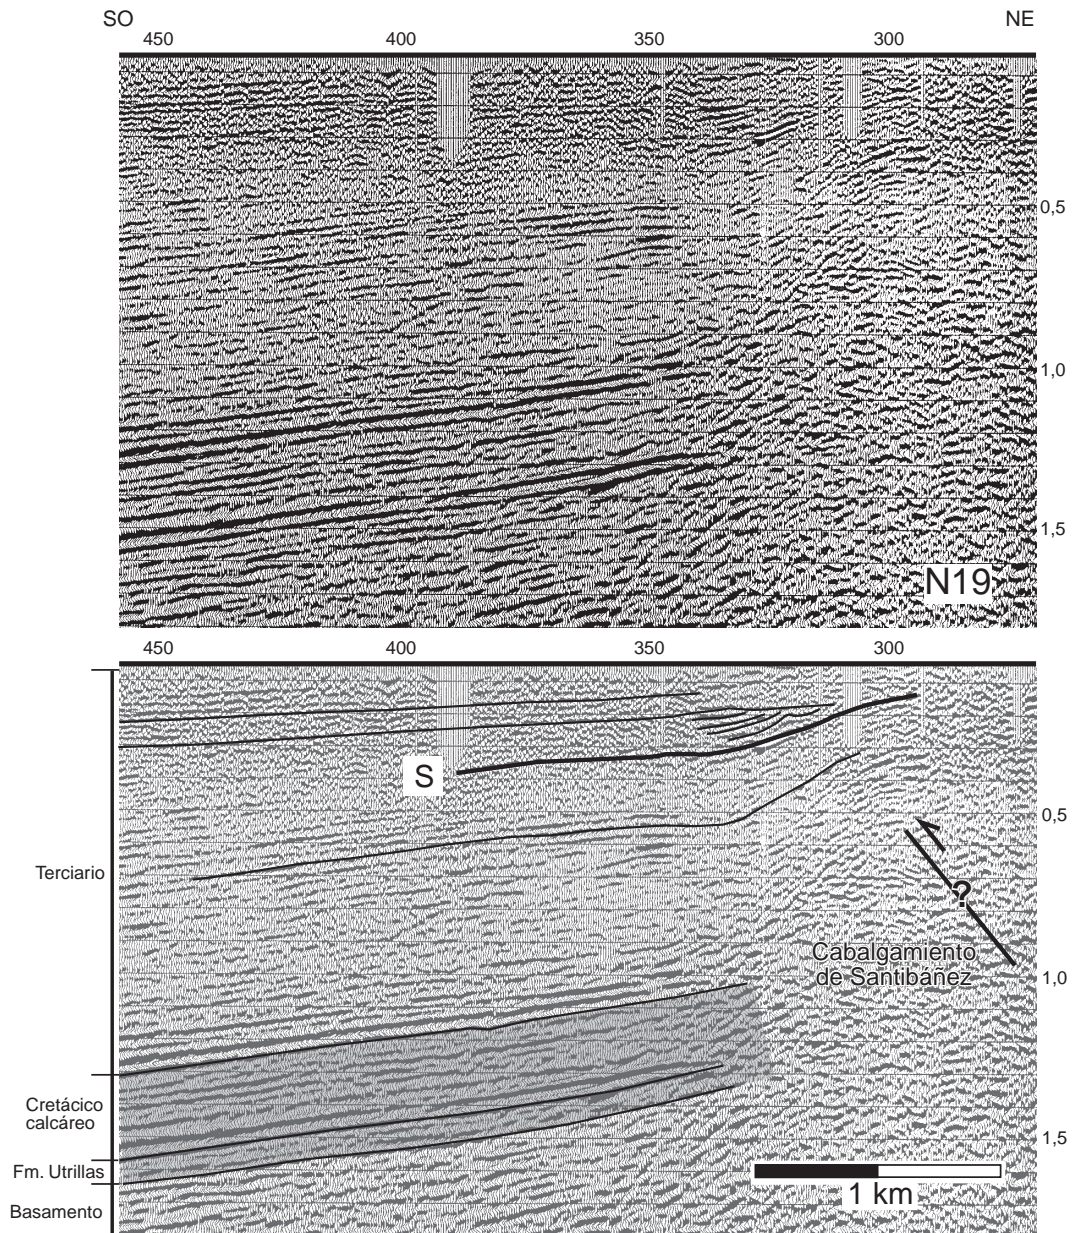 SO NE
450 400 350 300
0,5
1,0
1,5
N19
450 400 350 300
S
0,5
Terciario
?
Cabalgamiento
de Santibáñez
1,0
Cretácico
calcáreo
1,5
Fm. Utrillas
1 km
Basamento